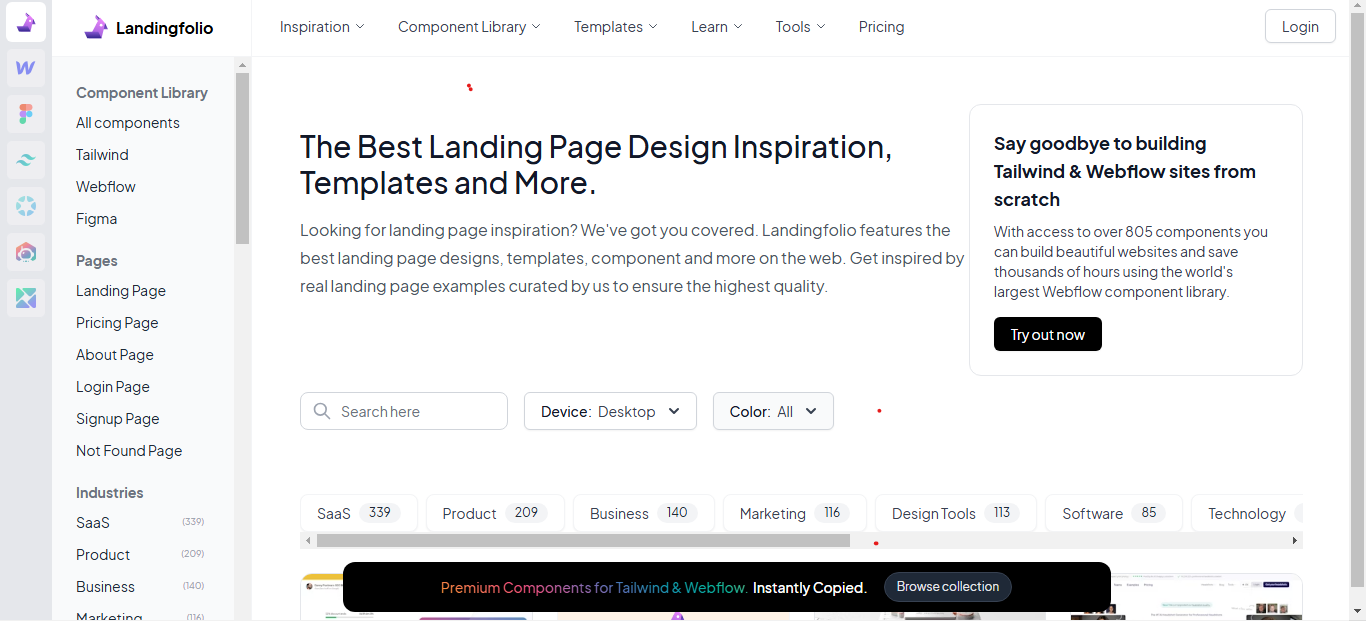 Landingfolio
Inspiration
Component Library
Templates
Learn
Tools
Pricing
Login
Component Library
All components
Tailwind
Webflow
Figma
Pages
Landing Page
Pricing Page
About Page
Login Page
Signup Page
Not Found Page
Industries
SaaS (339)
Product (209)
Business (140)
Marketing (116)
The Best Landing Page Design Inspiration,
Templates and More.
Looking for landing page inspiration? We've got you covered. Landingfolio features the
best landing page designs, templates, component and more on the web. Get inspired by
real landing page examples curated by us to ensure the highest quality.
Say goodbye to building
Tailwind & Webflow sites from
scratch
With access to over 805 components you
can build beautiful websites and save
thousands of hours using the world's
largest Webflow component library.
Try out now
Search here
Device: Desktop
Color: All
SaaS 339
Product 209
Business 140
Marketing 116
Design Tools 113
Software 85
Technology
Premium Components for Tailwind & Webflow. Instantly Copied.
Browse collection